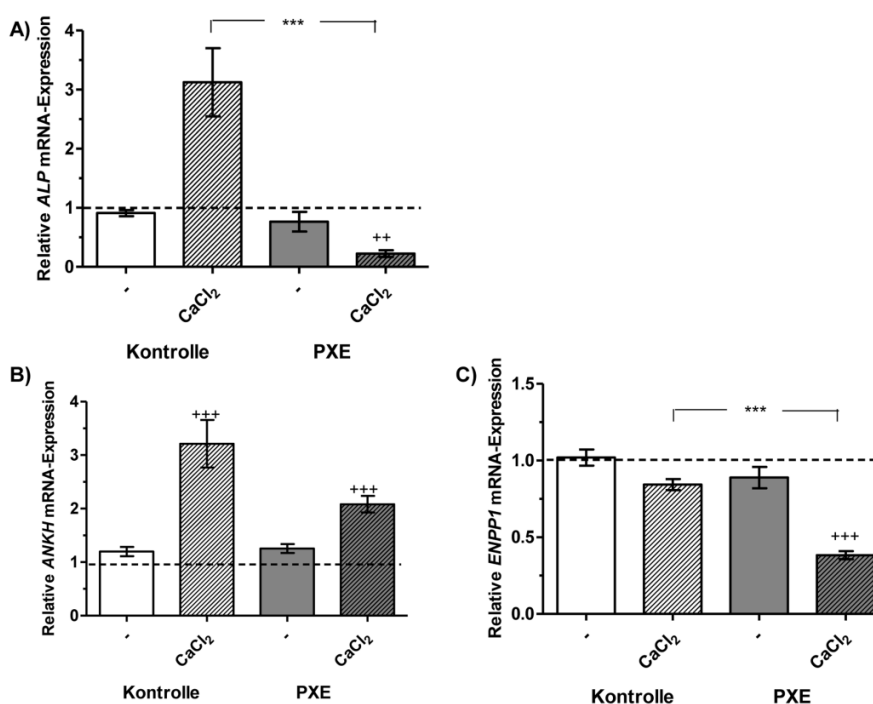 A)
Relative ALP mRNA-Expression
4
3
2
1
0
***
++
- CaCl₂ - CaCl₂
Kontrolle PXE
B)
Relative ANKH mRNA-Expression
4
3
2
1
0
+++
+++
- CaCl₂ - CaCl₂
Kontrolle PXE
C)
Relative ENPP1 mRNA-Expression
1.5
1.0
0.5
0.0
***
+++
- CaCl₂ - CaCl₂
Kontrolle PXE